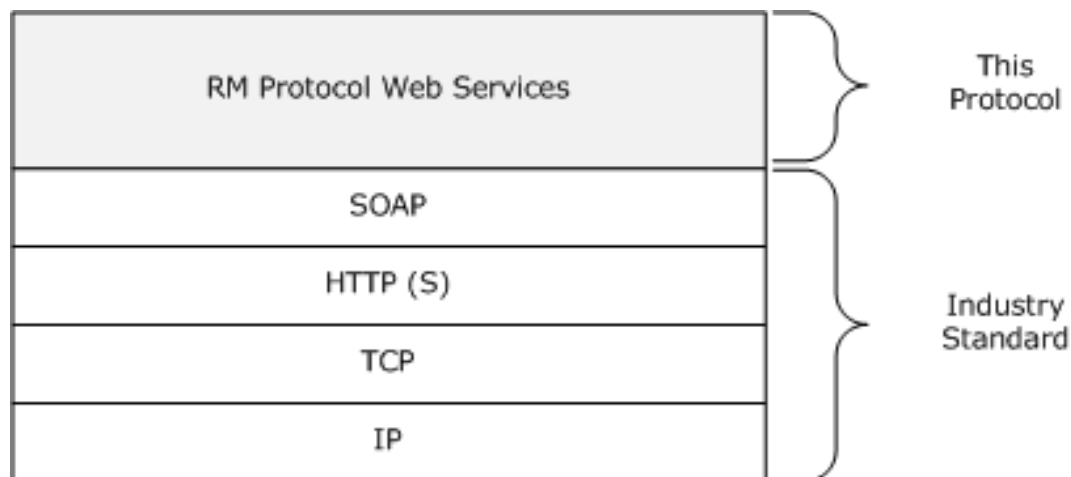 RM Protocol Web Services
This
Protocol
SOAP
HTTP (S)
TCP
IP
Industry
Standard